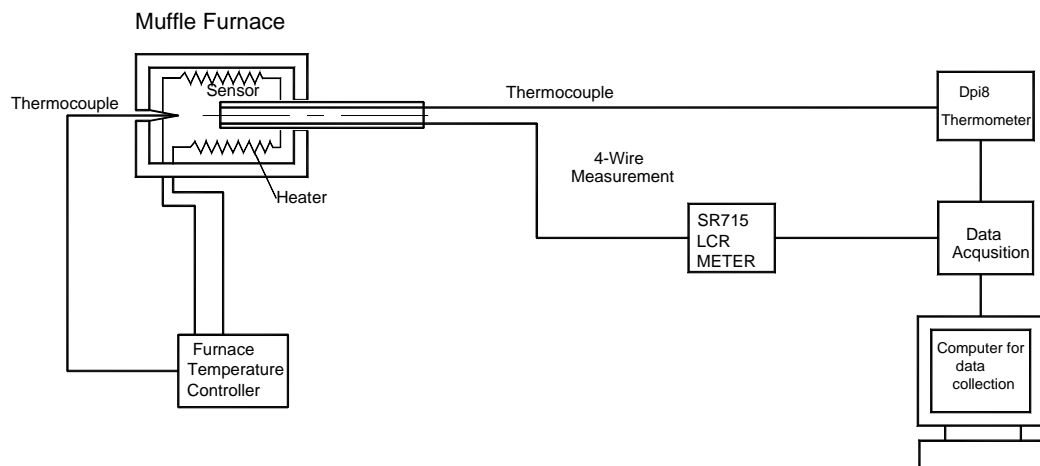 Muffle Furnace
Sensor
Thermocouple
Thermocouple
Dpi8
Thermometer
4-Wire
Measurement
Heater
SR715
LCR
METER
Data
Acqusition
Furnace
Temperature
Controller
Computer for
data
collection